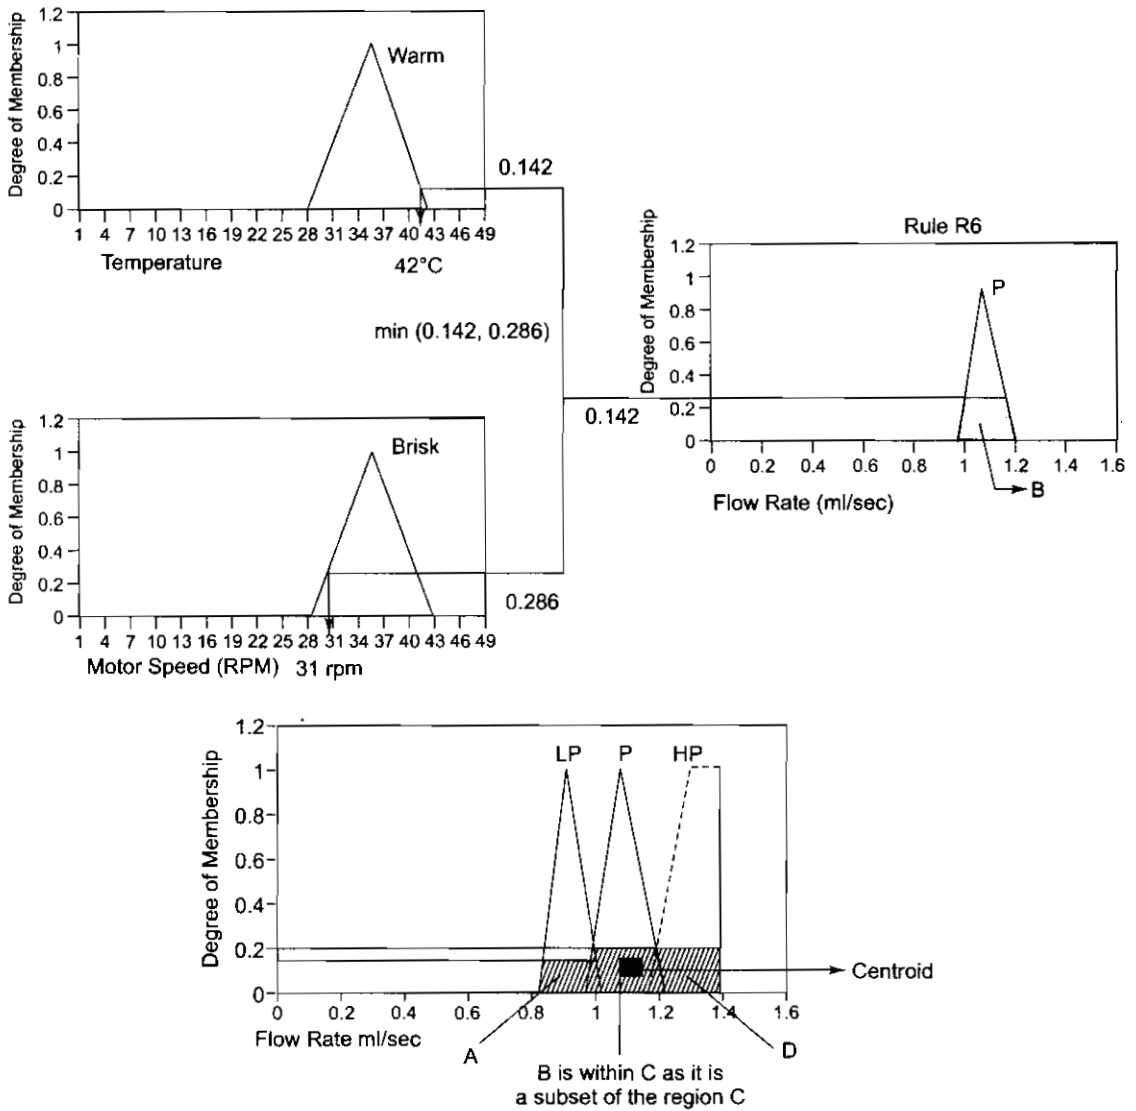 1.2
1
0.8
0.6
0.4
0.2
0
Degree of Membership
Warm
1 4 7 10 13 16 19 22 25 28 31 34 37 40 43 46 49
Temperature
42°C
0.142
min (0.142, 0.286)
0.142
Rule R6
1.2
1
0.8
0.6
0.4
0.2
0
Degree of Membership
P
0 0.2 0.4 0.6 0.8 1 1.2 1.4 1.6
Flow Rate (ml/sec)
B
1.2
1
0.8
0.6
0.4
0.2
0
Degree of Membership
Brisk
0.286
1 4 7 10 13 16 19 22 25 28 31 34 37 40 43 46 49
Motor Speed (RPM) 31 rpm
1.2
1
0.8
0.6
0.4
0.2
0
Degree of Membership
LP P HP
Centroid
0 0.2 0.4 0.6 0.8 1 1.2 1.4 1.6
Flow Rate ml/sec
A
D
B is within C as it is
a subset of the region C